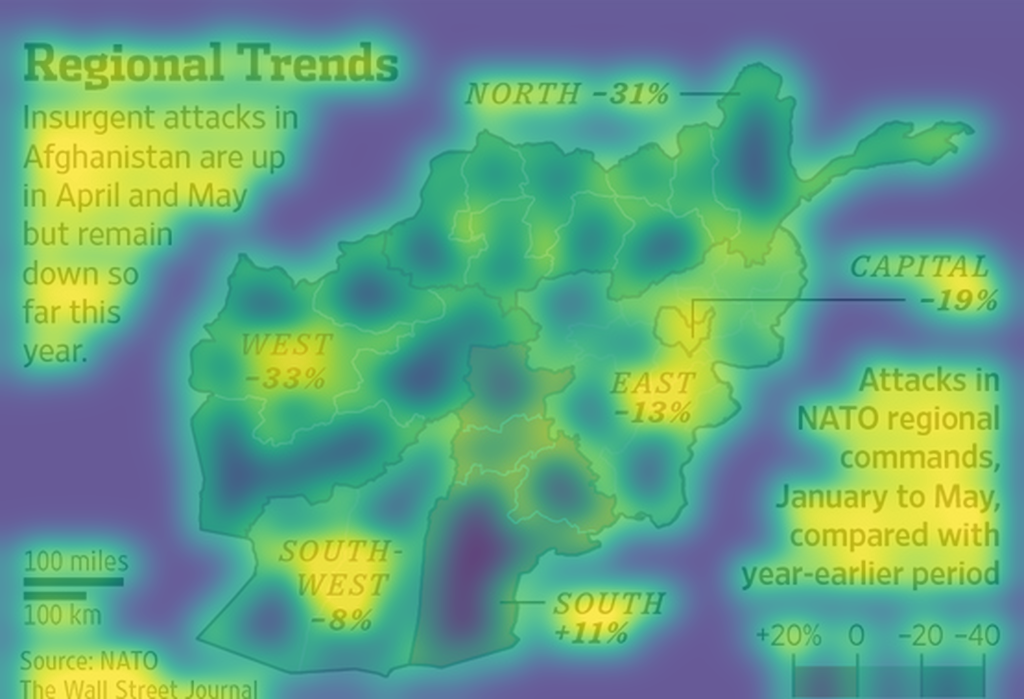 Regional Trends
Insurgent attacks in
Afghanistan are up
in April and May
but remain
down so
far this
year.
NORTH –31%
CAPITAL
–19%
WEST
–33%
EAST
–13%
SOUTH-
WEST
–8%
SOUTH
+11%
Attacks in
NATO regional
commands,
January to May,
compared with
year-earlier period
+20% 0 –20 –40
100 miles
100 km
Source: NATO
The Wall Street Journal